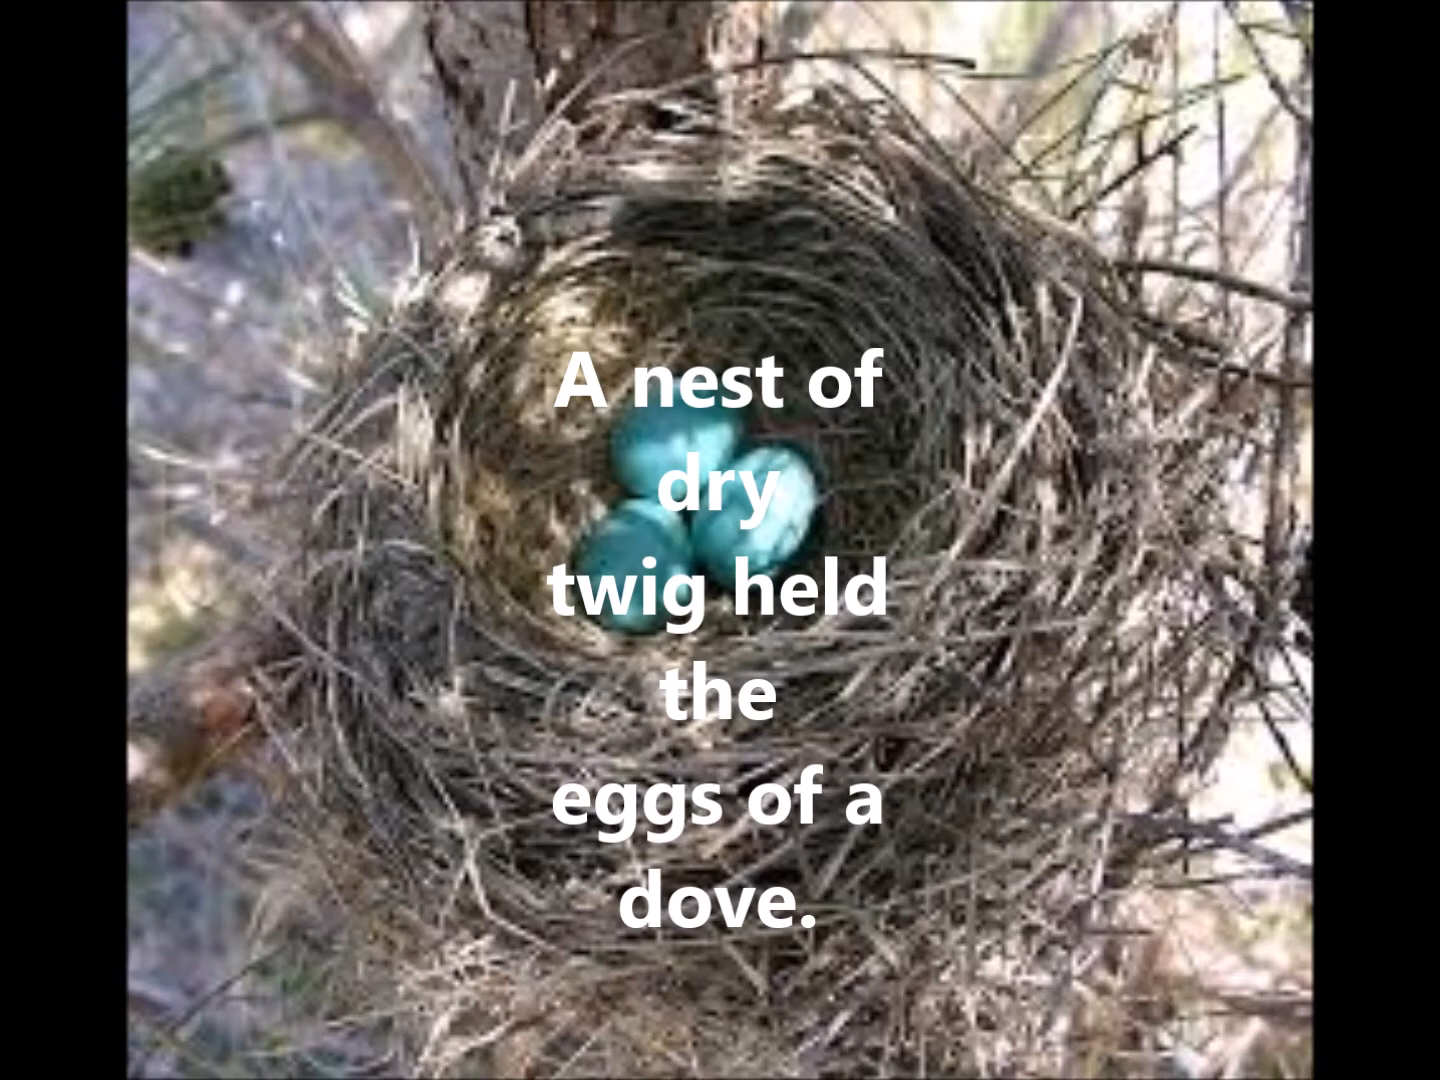 A nest of
dry
twig held
the
eggs of a
dove.